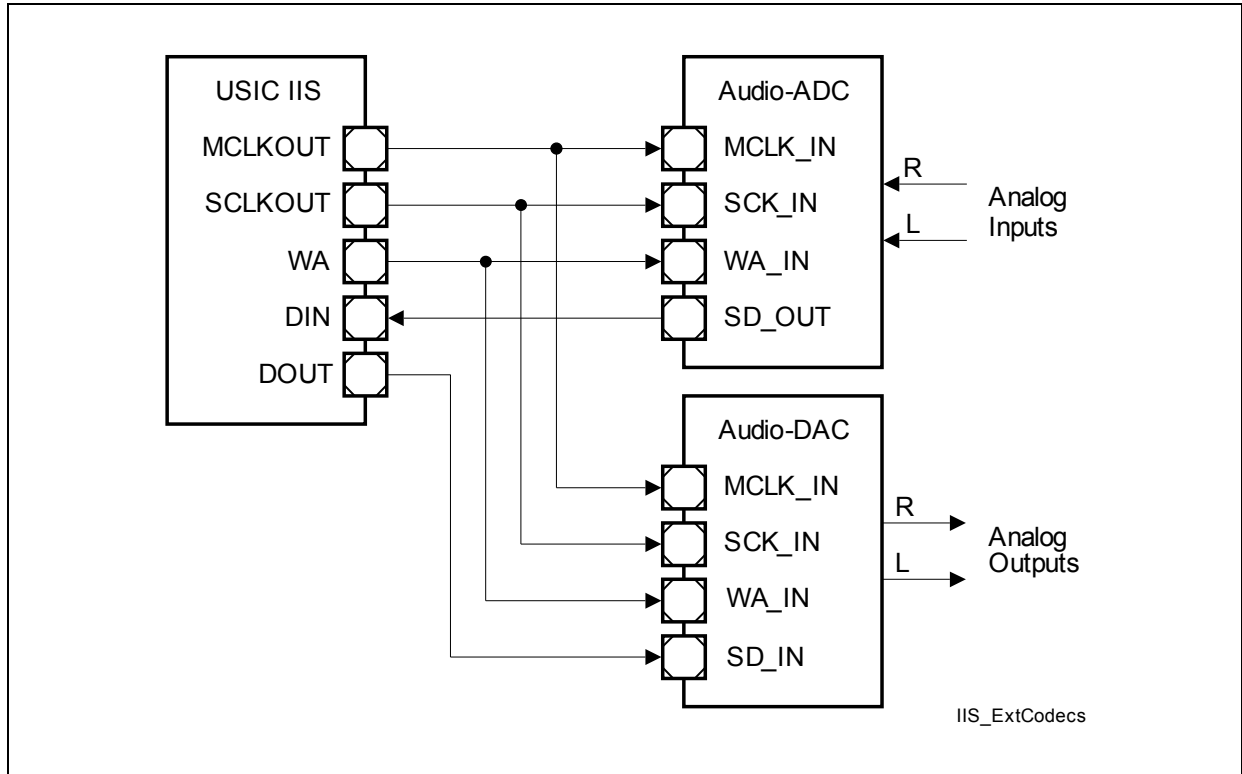 USIC IIS
MCLKOUT
SCLKOUT
WA
DIN
DOUT
Audio-ADC
MCLK_IN
SCK_IN
WA_IN
SD_OUT
R
L
Analog
Inputs
Audio-DAC
MCLK_IN
SCK_IN
WA_IN
SD_IN
R
L
Analog
Outputs
IIS_ExtCodecs